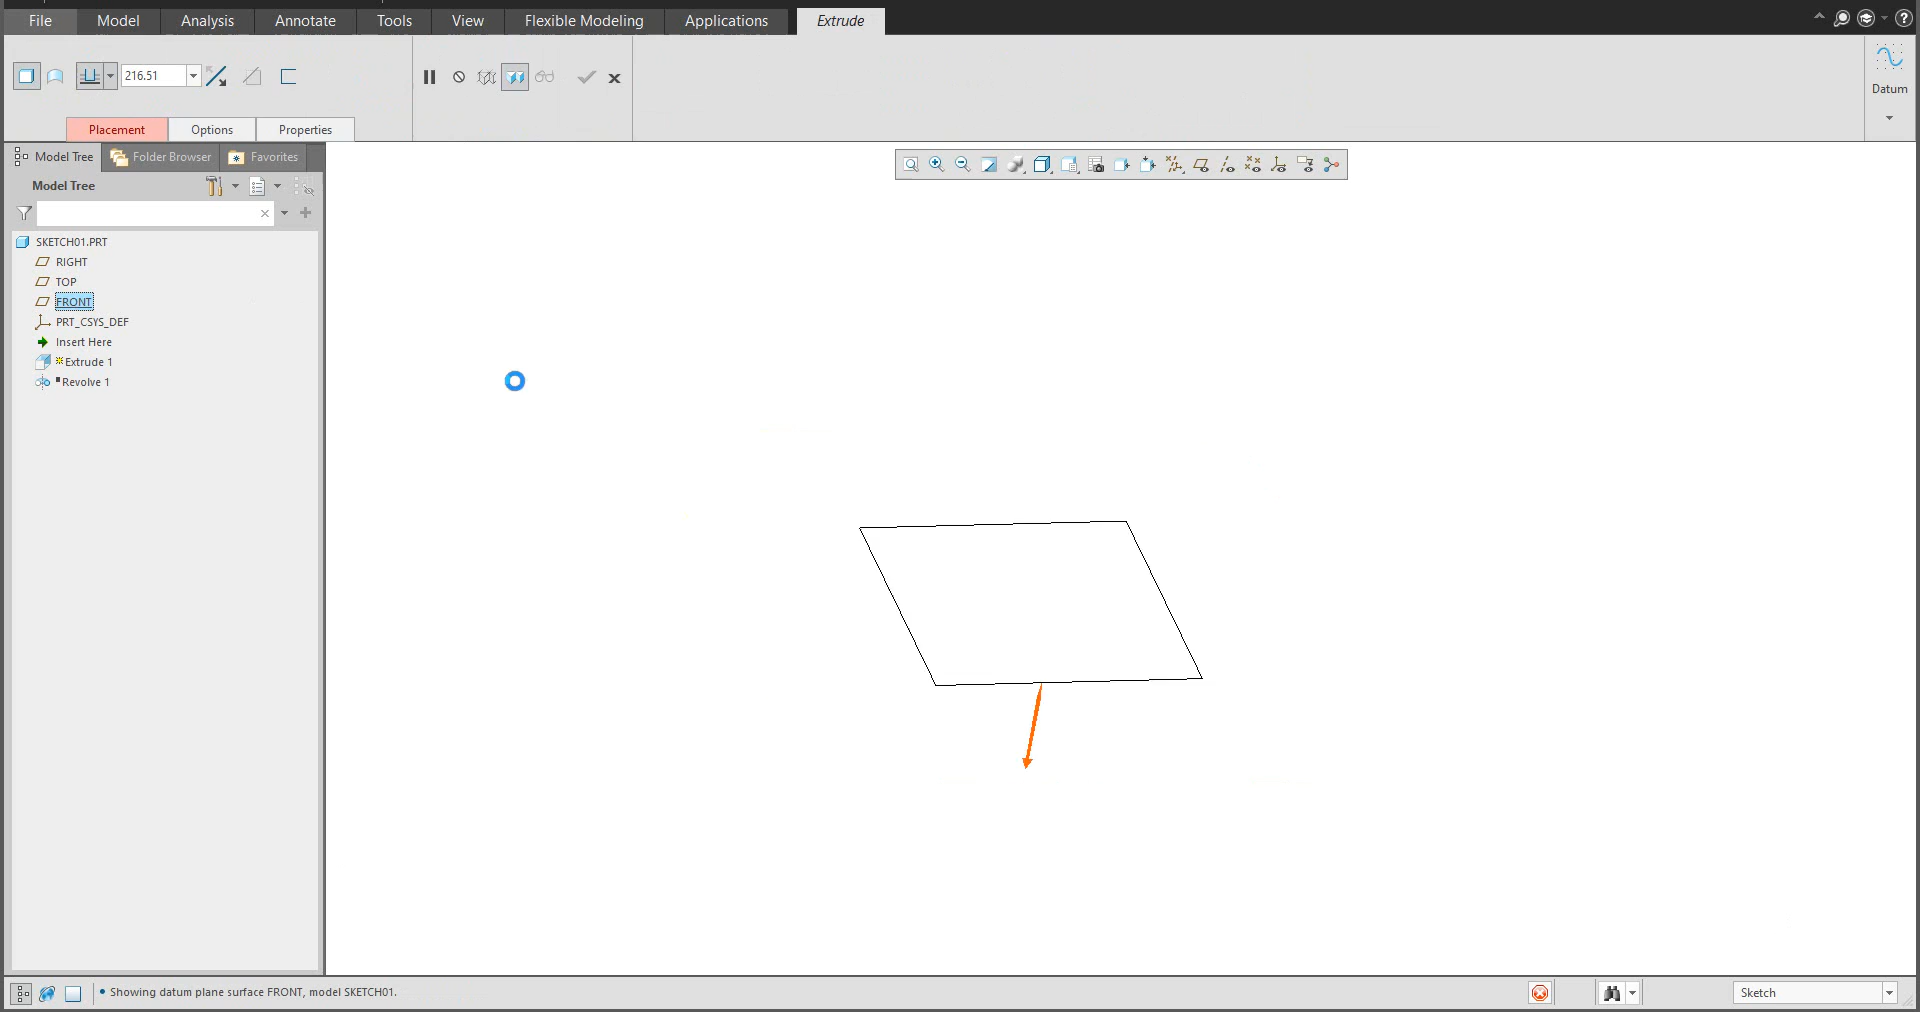 File Model Analysis Annotate Tools View Flexible Modeling Applications Extrude
216.51
Datum
Placement Options Properties
Model Tree Folder Browser Favorites
Model Tree
SKETCH01.PRT
RIGHT
TOP
FRONT
PRT_CSYS_DEF
Insert Here
Extrude 1
Revolve 1
Showing datum plane surface FRONT, model SKETCH01.
Sketch